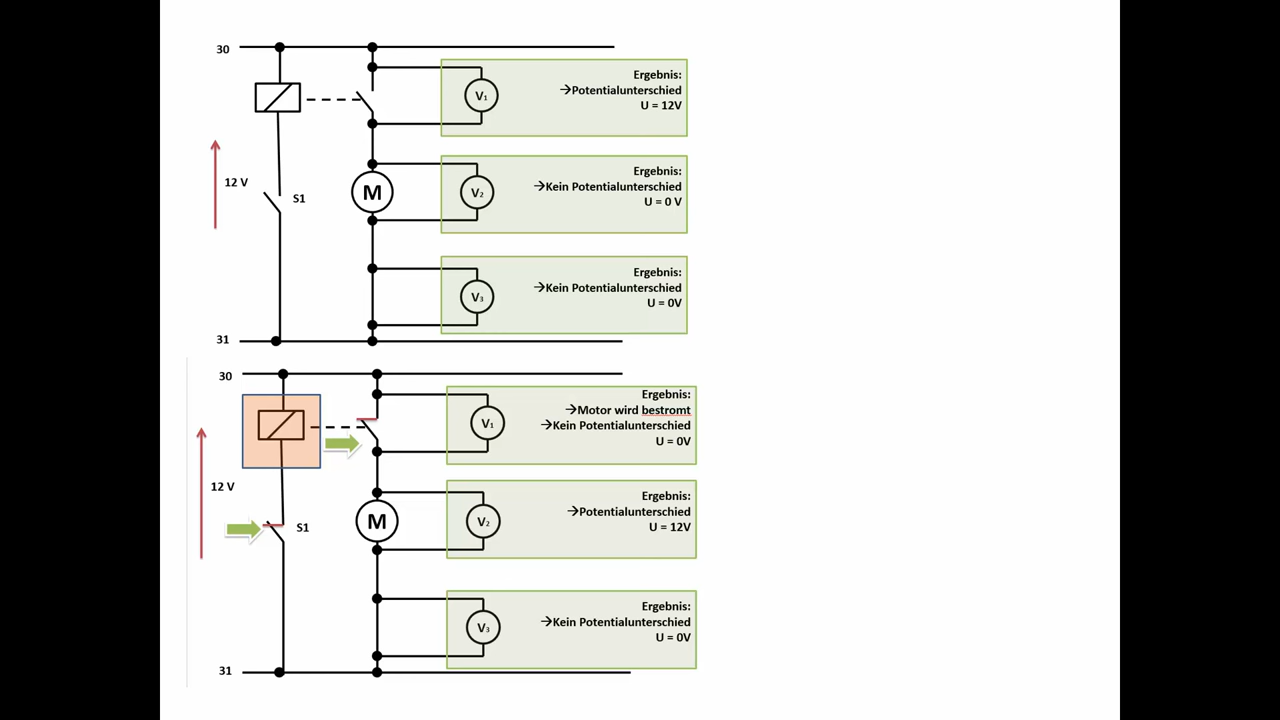 30
Ergebnis:
→Potentialunterschied
U = 12V
V1
12 V
S1
M
Ergebnis:
→Kein Potentialunterschied
U = 0 V
V2
Ergebnis:
→Kein Potentialunterschied
U = 0V
V3
31
30
Ergebnis:
→Motor wird bestromt
→Kein Potentialunterschied
U = 0V
V1
12 V
S1
M
Ergebnis:
→Potentialunterschied
U = 12V
V2
Ergebnis:
→Kein Potentialunterschied
U = 0V
V3
31